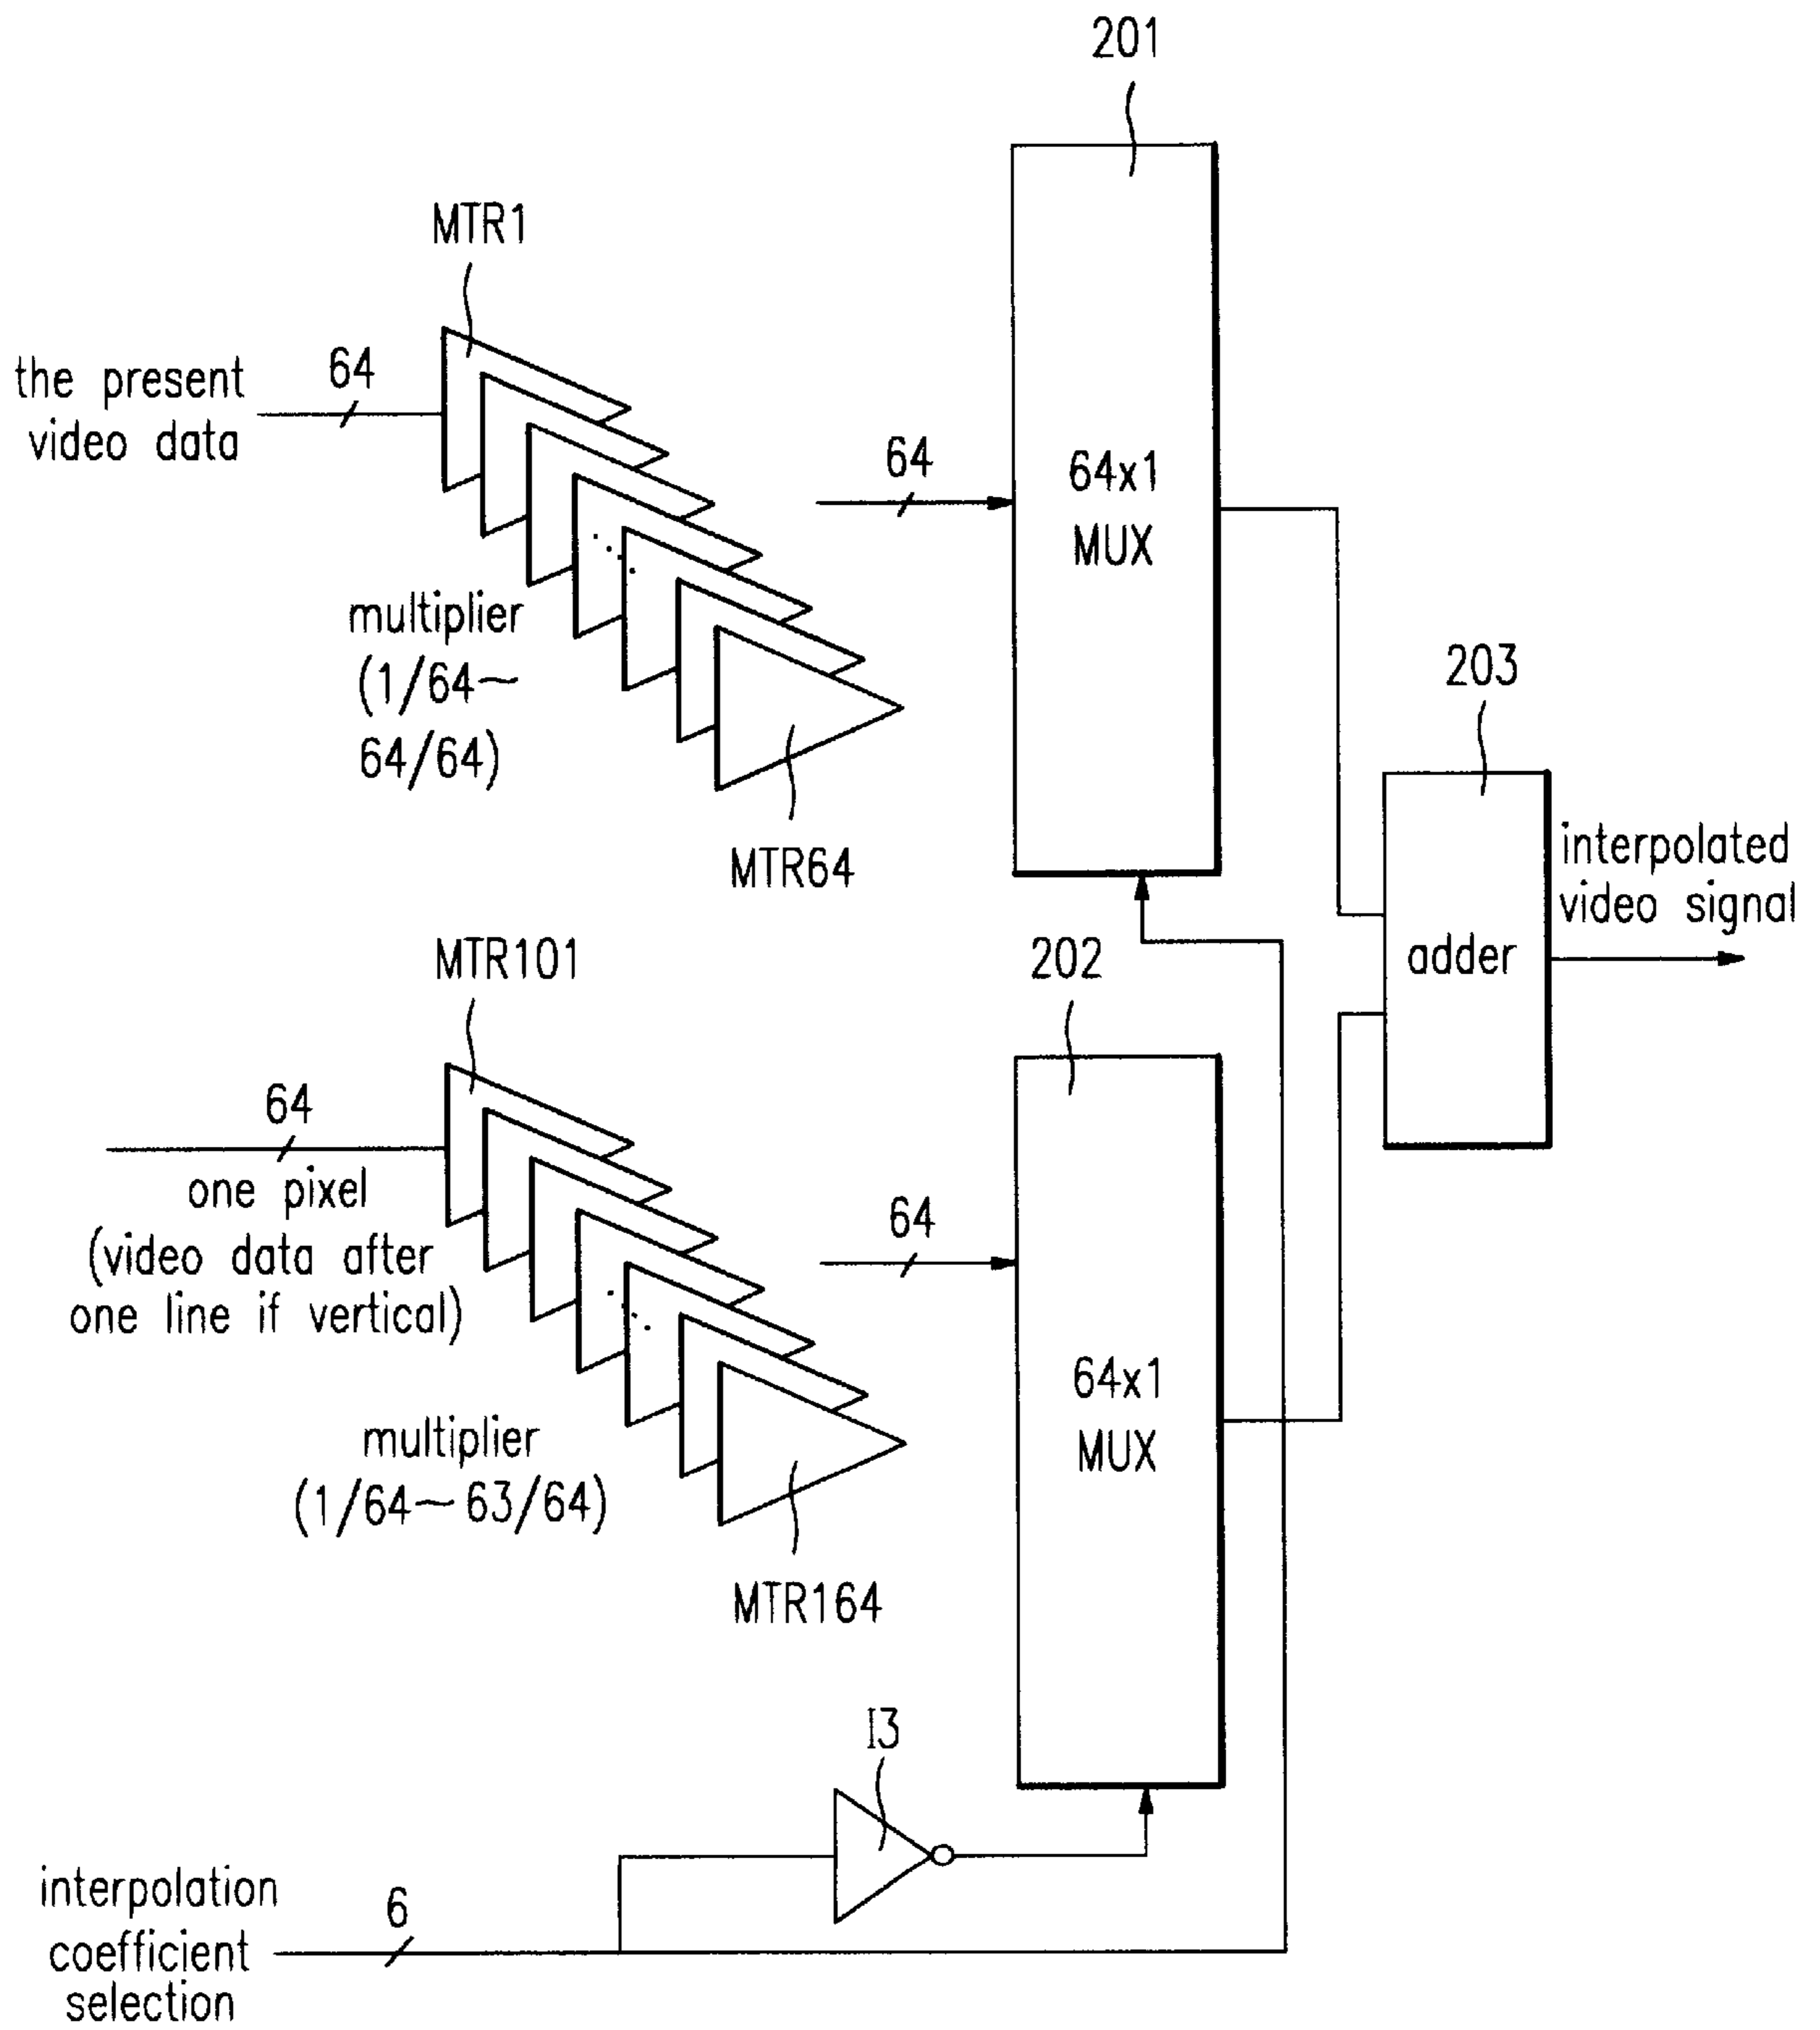 201
MTR1
the present
video data
64
multiplier
(1/64~
64/64)
MTR64
64
64x1
MUX
203
adder
interpolated
video signal
MTR101
64
one pixel
(video data after
one line if vertical)
multiplier
(1/64~63/64)
MTR164
202
64
64x1
MUX
I3
interpolation
coefficient
selection
6